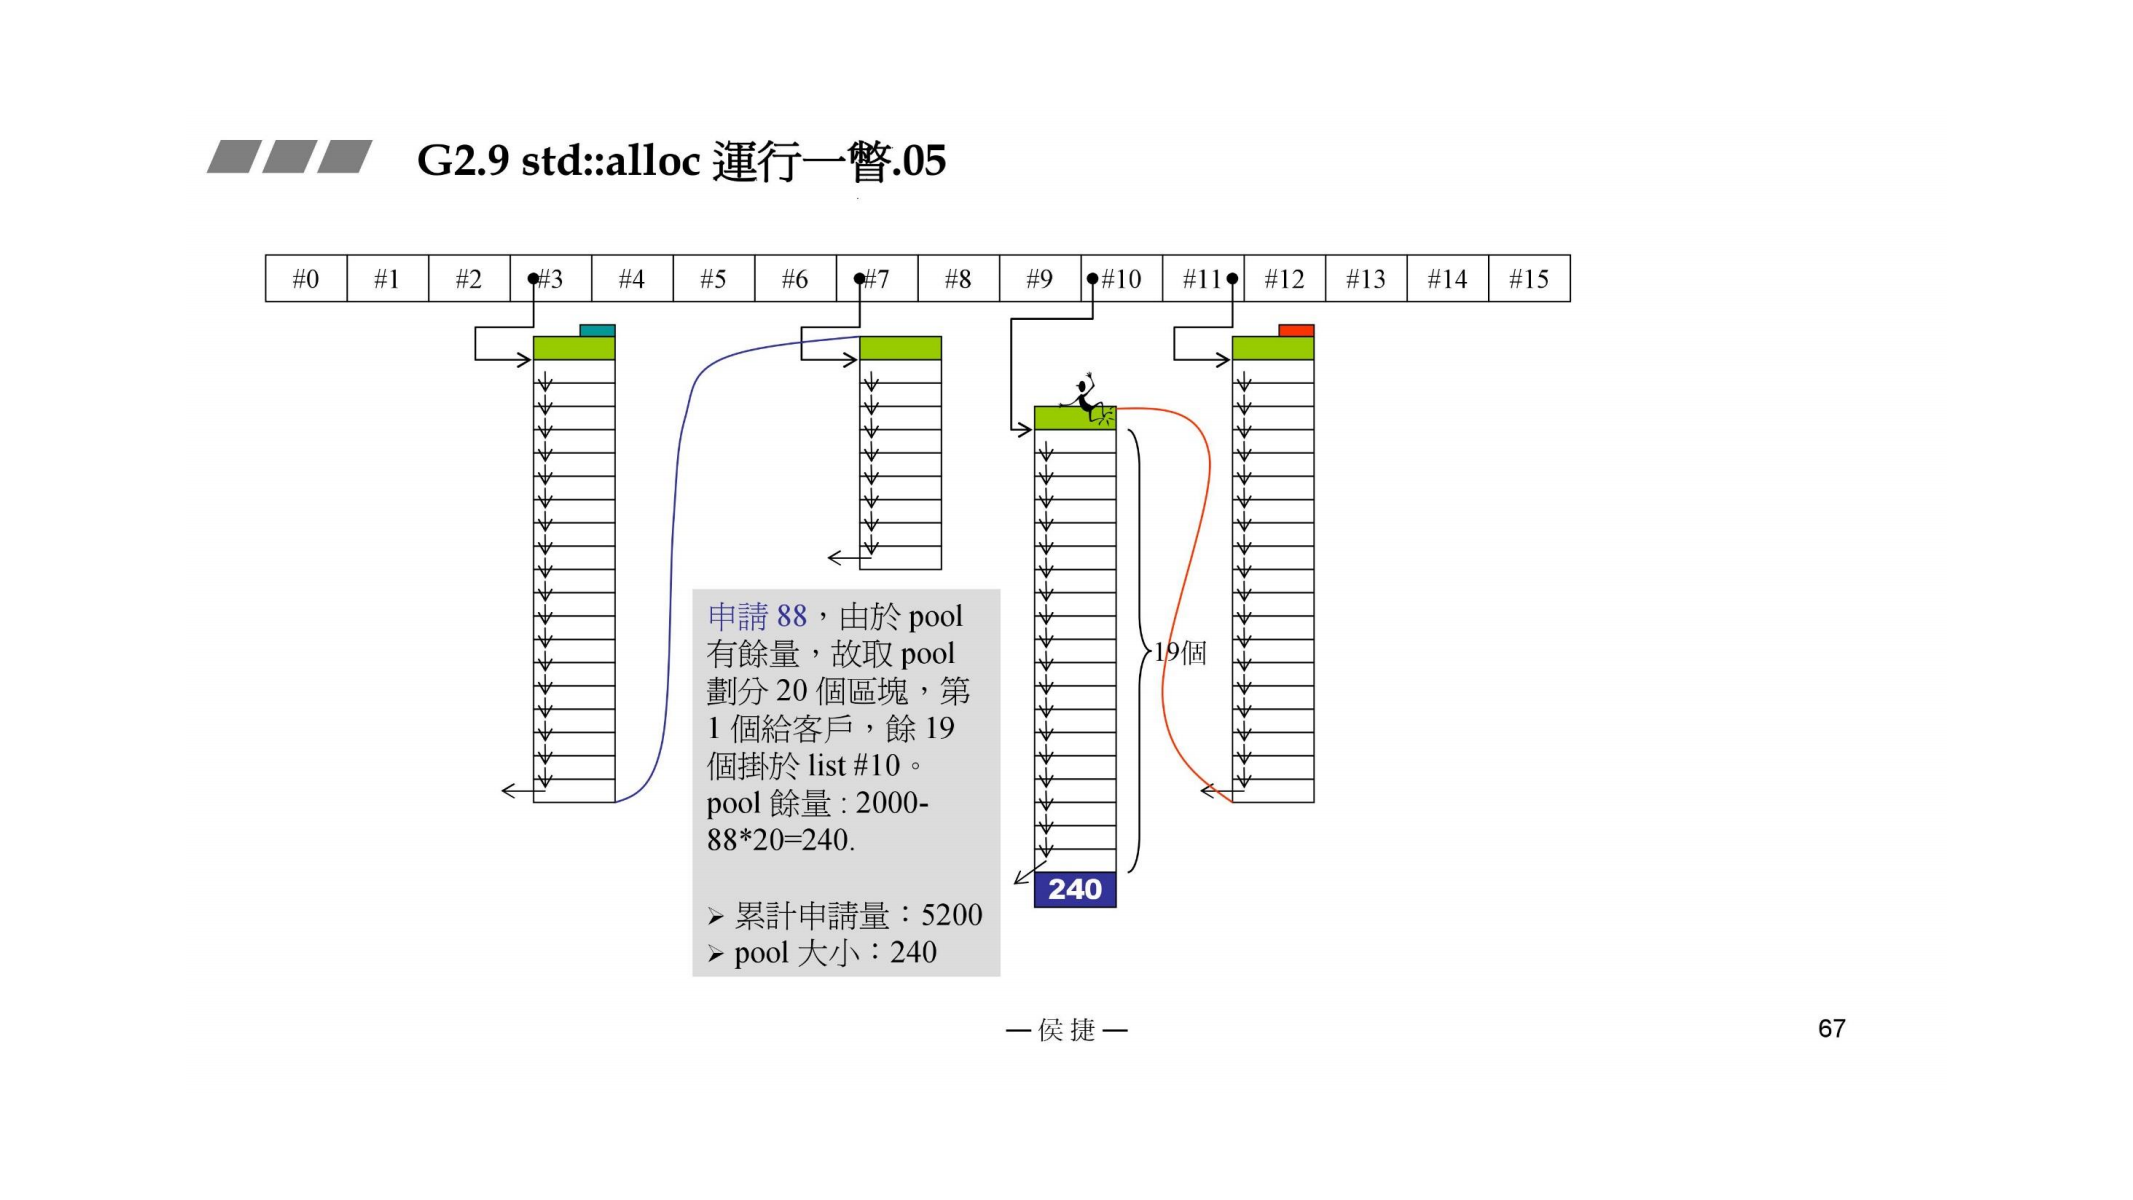 G2.9 std::alloc 運行一瞥.05
#0 #1 #2 #3 #4 #5 #6 #7 #8 #9 #10 #11 #12 #13 #14 #15
申請 88，由於 pool
有餘量，故取 pool
劃分 20 個區塊，第
1 個給客戶，餘 19
個掛於 list #10。
pool 餘量 : 2000-
88*20=240.
➢ 累計申請量：5200
➢ pool 大小：240
19個
240
— 侯 捷 —
67